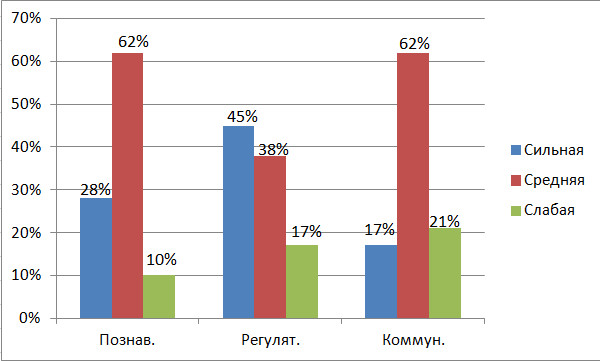 70%
60%
50%
40%
30%
20%
10%
0%
28%
62%
10%
45%
38%
17%
17%
62%
21%
Познав.
Регулят.
Коммун.
Сильная
Средняя
Слабая